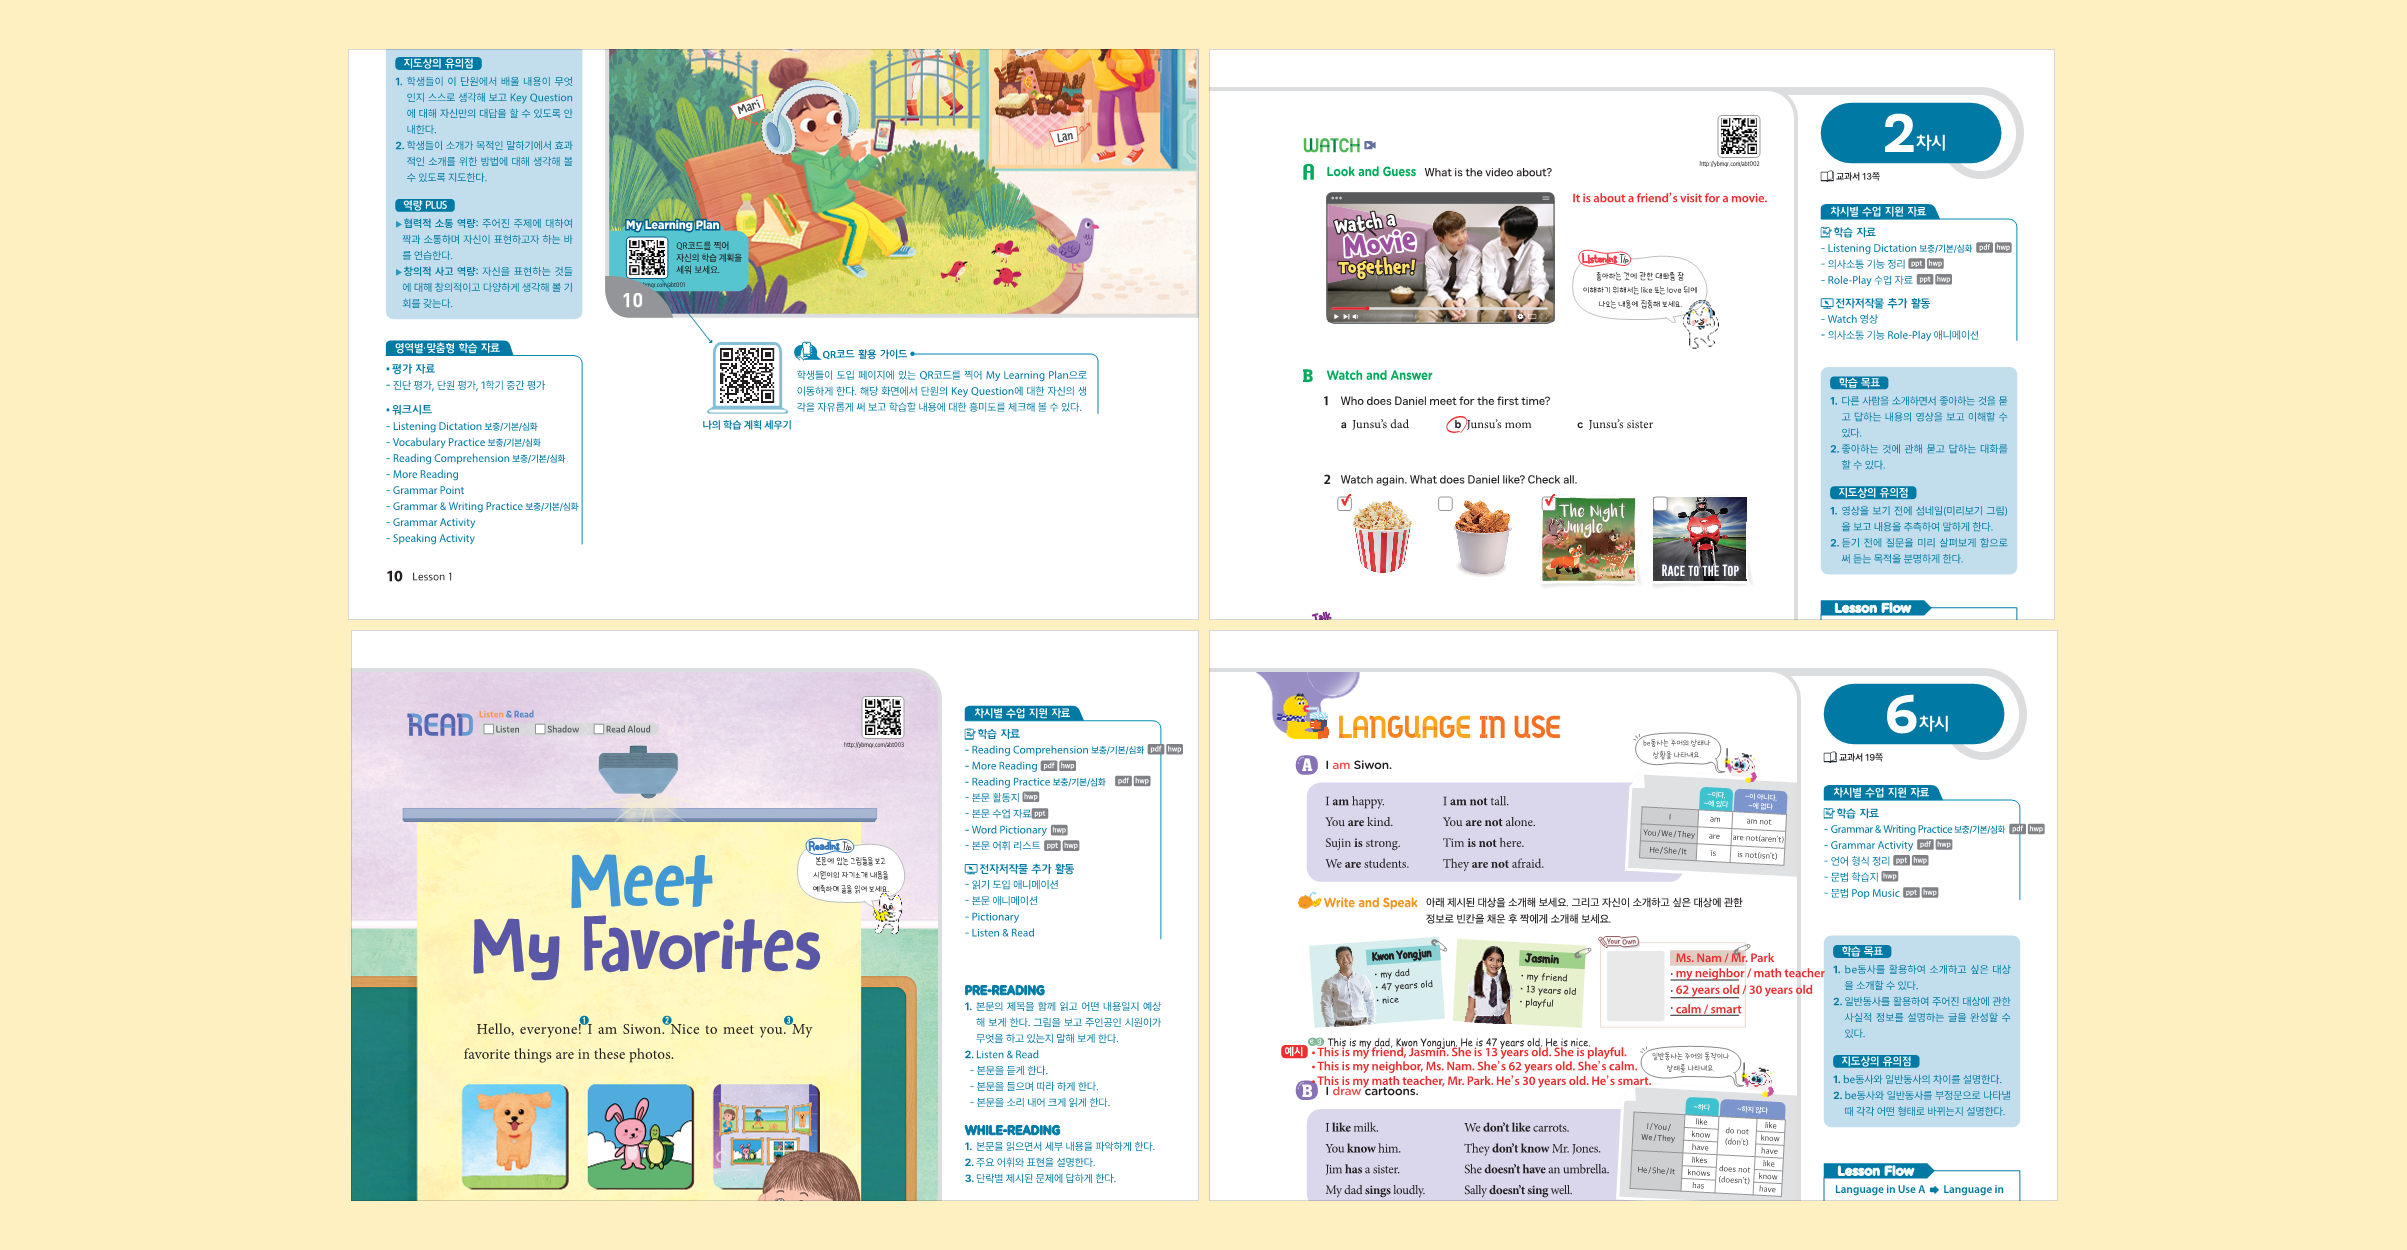 지도상의 유의점
1. 학생들이 이 단원에서 배울 내용이 무엇
인지 스스로 생각해 보고 Key Question
에 대해 자신만의 대답을 할 수 있도록 안
내한다.
2. 학생들이 소개가 목적인 말하기에서 효과
적인 소개를 위한 방법에 대해 생각해 볼
수 있도록 지도한다.
역량 PLUS
▶협력적 소통 역량: 주어진 주제에 대하여
짝과 소통하며 자신이 표현하고자 하는 바
를 연습한다.
▶창의적 사고 역량: 자신을 표현하는 것들
에 대해 창의적이고 다양하게 생각해 볼 기
회를 갖는다.
영역별·맞춤형 학습 자료
• 평가 자료
- 진단 평가, 단원 평가, 1학기 중간 평가
• 워크시트
- Listening Dictation 보충/기본/심화
- Vocabulary Practice 보충/기본/심화
- Reading Comprehension 보충/기본/심화
- More Reading
- Grammar Point
- Grammar & Writing Practice 보충/기본/심화
- Grammar Activity
- Speaking Activity
10 Lesson 1
Mari
Lan
My Learning Plan
QR코드를 찍어
자신의 학습 계획을
세워 보세요.
10
나의 학습 계획 세우기
QR코드 활용 가이드
학생들이 도입 페이지에 있는 QR코드를 찍어 My Learning Plan으로
이동하게 한다. 해당 화면에서 단원의 Key Question에 대한 자신의 생
각을 자유롭게 써 보고 학습할 내용에 대한 흥미도를 체크해 볼 수 있다.
WATCH
http://ybmqr.com/abt002
A Look and Guess What is the video about?
Watch a
Movie
Together!
It is about a friend's visit for a movie.
Listening Tip
좋아하는 것에 관한 대화를 잘
이해하기 위해서는 like 또는 love 뒤에
나오는 내용에 집중해 보세요.
B Watch and Answer
1 Who does Daniel meet for the first time?
a Junsu's dad b Junsu's mom c Junsu's sister
2 Watch again. What does Daniel like? Check all.
The Night
Jungle
RACE TO THE TOP
Talk
2차시
교과서 13쪽
차시별 수업 지원 자료
학습 자료
- Listening Dictation 보충/기본/심화 pdf hwp
- 의사소통 기능 정리 ppt hwp
- Role-Play 수업 자료 ppt hwp
전자저작물 추가 활동
- Watch 영상
- 의사소통 기능 Role-Play 애니메이션
학습 목표
1. 다른 사람을 소개하면서 좋아하는 것을 묻
고 답하는 내용의 영상을 보고 이해할 수
있다.
2. 좋아하는 것에 관해 묻고 답하는 대화를
할 수 있다.
지도상의 유의점
1. 영상을 보기 전에 섬네일(미리보기 그림)
을 보고 내용을 추측하여 말하게 한다.
2. 듣기 전에 질문을 미리 살펴보게 함으로
써 듣는 목적을 분명하게 한다.
Lesson Flow
READ Listen & Read
Listen Shadow Read Aloud
http://ybmqr.com/abt003
Reading Tip
본문에 있는 그림들을 보고
시원이의 자기소개 내용을
예측하며 글을 읽어 보세요.
Meet
My Favorites
Hello, everyone! 1 I am Siwon. 2 Nice to meet you. 3 My
favorite things are in these photos.
차시별 수업 지원 자료
학습 자료
- Reading Comprehension 보충/기본/심화 pdf hwp
- More Reading pdf hwp
- Reading Practice 보충/기본/심화 pdf hwp
- 본문 활동지 hwp
- 본문 수업 자료 ppt
- Word Pictionary hwp
- 본문 어휘 리스트 ppt hwp
전자저작물 추가 활동
- 읽기 도입 애니메이션
- 본문 애니메이션
- Pictionary
- Listen & Read
PRE-READING
1. 본문의 제목을 함께 읽고 어떤 내용일지 예상
해 보게 한다. 그림을 보고 주인공인 시원이가
무엇을 하고 있는지 말해 보게 한다.
2. Listen & Read
- 본문을 듣게 한다.
- 본문을 들으며 따라 하게 한다.
- 본문을 소리 내어 크게 읽게 한다.
WHILE-READING
1. 본문을 읽으면서 세부 내용을 파악하게 한다.
2. 주요 어휘와 표현을 설명한다.
3. 단락별 제시된 문제에 답하게 한다.
LANGUAGE IN USE
be동사는 주어의 상태나
상황을 나타내요.
A I am Siwon.
I am happy. I am not tall.
You are kind. You are not alone.
Sujin is strong. Tim is not here.
We are students. They are not afraid.
~이다, ~에 있다 ~이 아니다, ~에 없다
I am am not
You/We/They are are not(aren't)
He/She/It is is not(isn't)
Write and Speak 아래 제시된 대상을 소개해 보세요. 그리고 자신이 소개하고 싶은 대상에 관한
정보로 빈칸을 채운 후 짝에게 소개해 보세요.
Kwon Yongjun
• my dad
• 47 years old
• nice
Jasmin
• my friend
• 13 years old
• playful
Your Own
Ms. Nam / Mr. Park
• my neighbor / math teacher
• 62 years old / 30 years old
• calm / smart
e.g. This is my dad, Kwon Yongjun. He is 47 years old. He is nice.
예시 • This is my friend, Jasmin. She is 13 years old. She is playful.
• This is my neighbor, Ms. Nam. She's 62 years old. She's calm.
• This is my math teacher, Mr. Park. He's 30 years old. He's smart.
일반동사는 주어의 동작이나
상태를 나타내요.
B I draw cartoons.
I like milk. We don't like carrots.
You know him. They don't know Mr. Jones.
Jim has a sister. She doesn't have an umbrella.
My dad sings loudly. Sally doesn't sing well.
~하다 ~하지 않다
I/You/We/They like know have do not (don't) like know have
He/She/It likes knows has does not (doesn't) like know have
6차시
교과서 19쪽
차시별 수업 지원 자료
학습 자료
- Grammar & Writing Practice 보충/기본/심화 pdf hwp
- Grammar Activity pdf hwp
- 언어 형식 정리 ppt hwp
- 문법 학습지 hwp
- 문법 Pop Music ppt hwp
학습 목표
1. be동사를 활용하여 소개하고 싶은 대상
을 소개할 수 있다.
2. 일반동사를 활용하여 주어진 대상에 관한
사실적 정보를 설명하는 글을 완성할 수
있다.
지도상의 유의점
1. be동사와 일반동사의 차이를 설명한다.
2. be동사와 일반동사를 부정문으로 나타낼
때 각각 어떤 형태로 바뀌는지 설명한다.
Lesson Flow
Language in Use A ➡ Language in